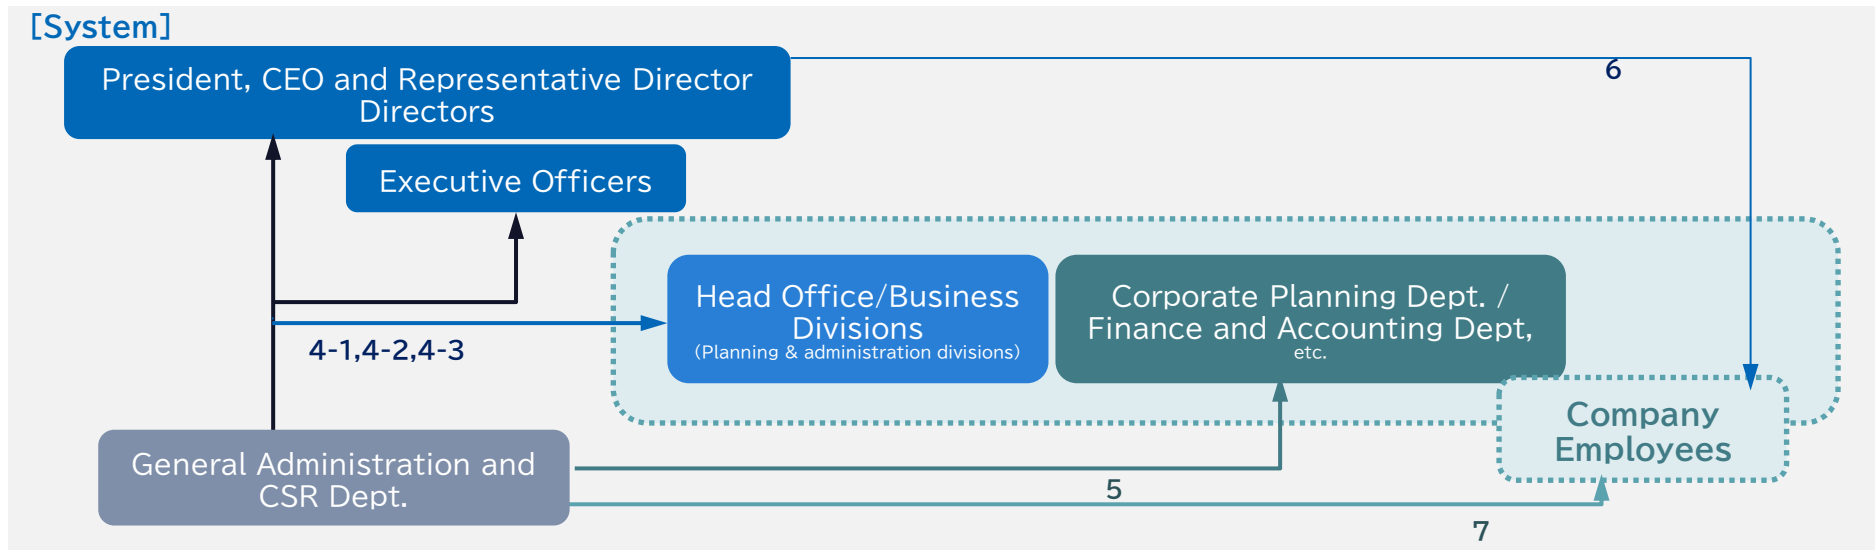 [System]
President, CEO and Representative Director
Directors
6
Executive Officers
Head Office/Business
Divisions
(Planning & administration divisions)
Corporate Planning Dept. /
Finance and Accounting Dept,
etc.
4-1,4-2,4-3
Company
Employees
General Administration and
CSR Dept.
5
7